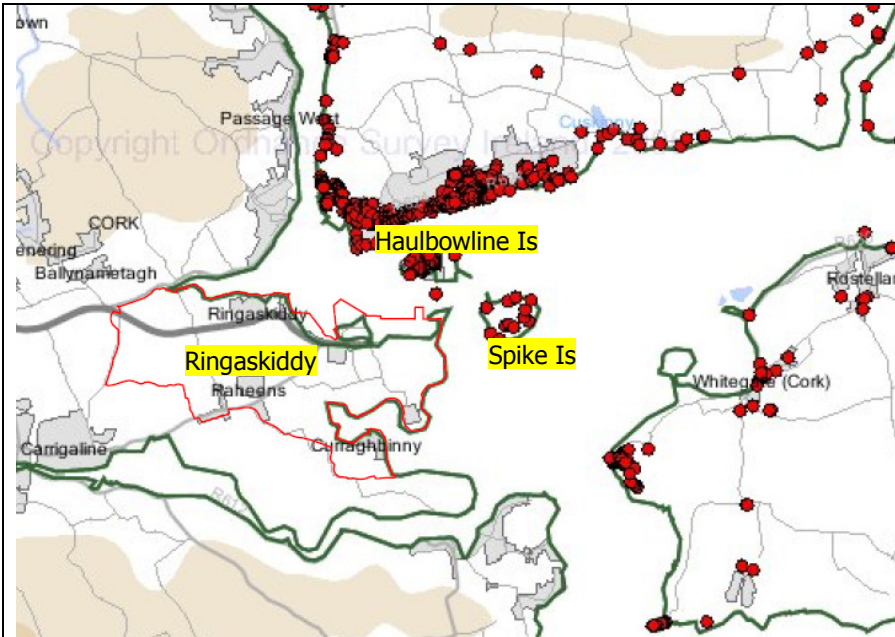 own
Passage West
Cuskinny
Copyright Ordnance Survey Ireland
CORK
Haulbowline Is
enering
Ballynametagh
Rostellan
Ringaskiddy
Ringaskiddy
Spike Is
Raheens
Whitegate (Cork)
Carrigaline
Curraghbinny
R612